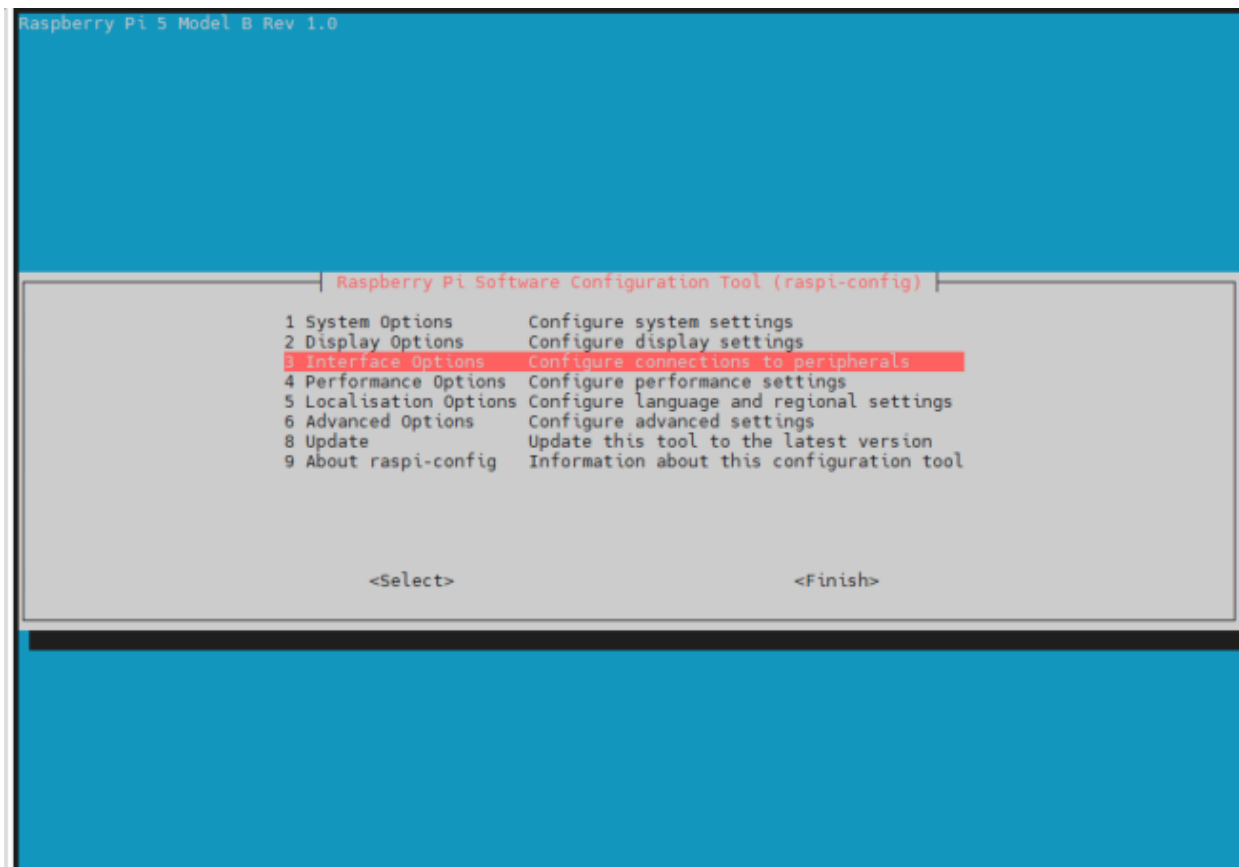 Raspberry Pi 5 Model B Rev 1.0
Raspberry Pi Software Configuration Tool (raspi-config)
1 System Options Configure system settings
2 Display Options Configure display settings
3 Interface Options Configure connections to peripherals
4 Performance Options Configure performance settings
5 Localisation Options Configure language and regional settings
6 Advanced Options Configure advanced settings
8 Update Update this tool to the latest version
9 About raspi-config Information about this configuration tool
<Select> <Finish>